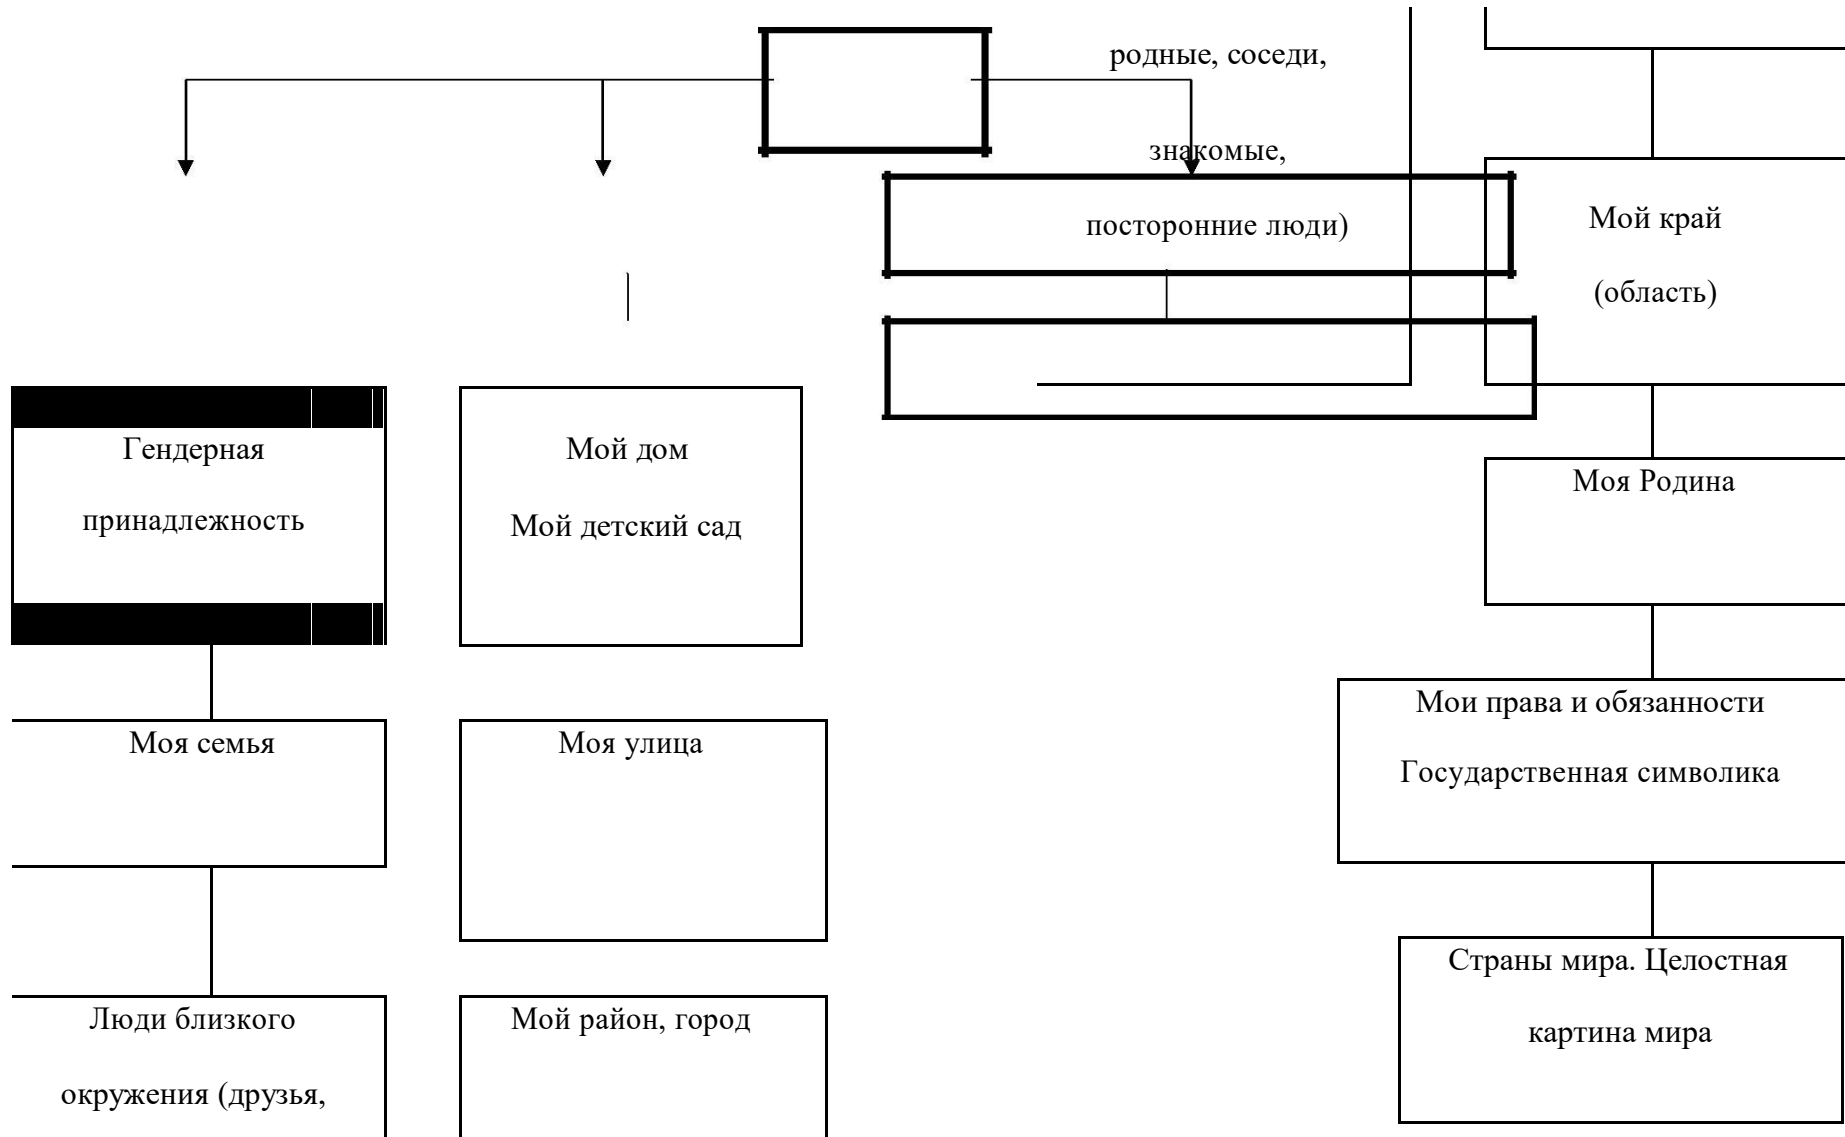 родные, соседи,
знакомые,
посторонние люди)
Мой край
(область)
Гендерная
принадлежность
Мой дом
Мой детский сад
Моя Родина
Мои права и обязанности
Государственная символика
Моя семья
Моя улица
Страны мира. Целостная
картина мира
Люди близкого
окружения (друзья,
Мой район, город